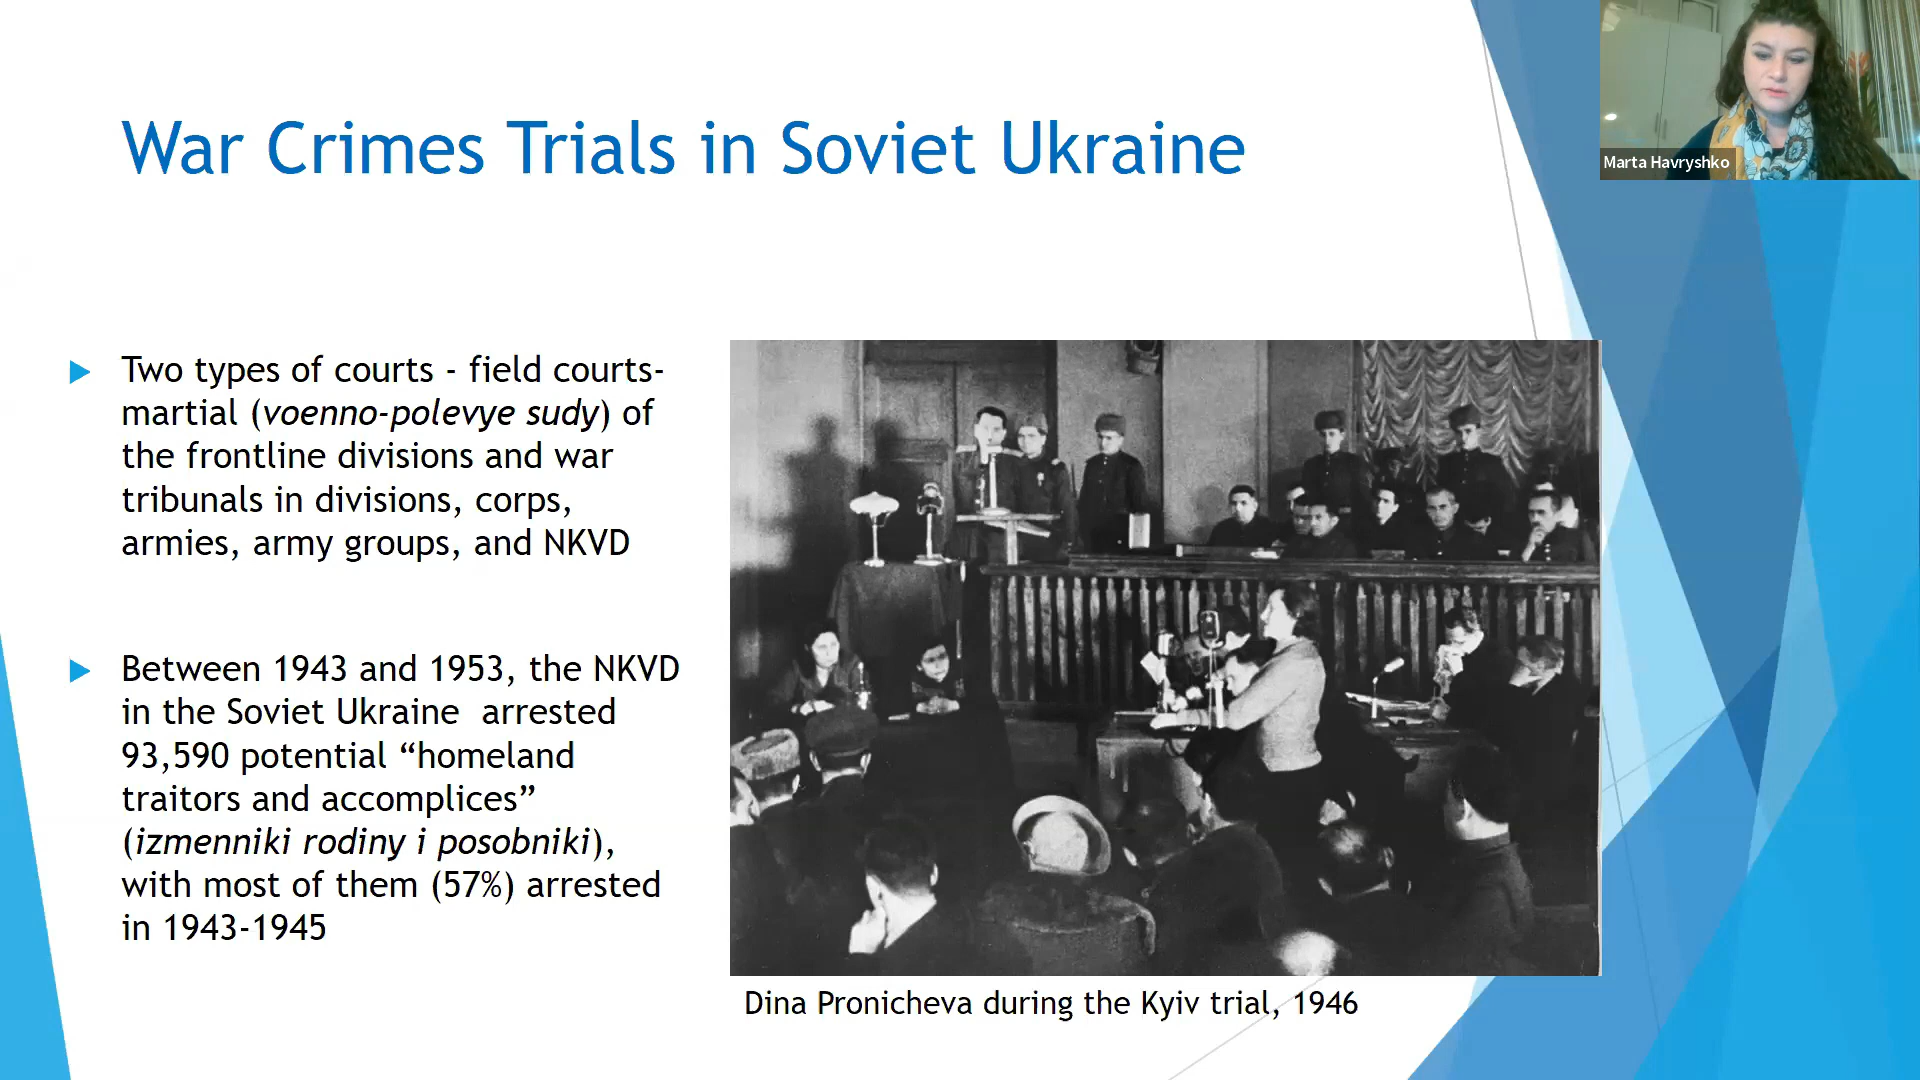 War Crimes Trials in Soviet Ukraine
Marta Havryshko
Two types of courts - field courts-
martial (voenno-polevye sudy) of
the frontline divisions and war
tribunals in divisions, corps,
armies, army groups, and NKVD
Between 1943 and 1953, the NKVD
in the Soviet Ukraine  arrested
93,590 potential “homeland
traitors and accomplices”
(izmenniki rodiny i posobniki),
with most of them (57%) arrested
in 1943-1945
Dina Pronicheva during the Kyiv trial, 1946